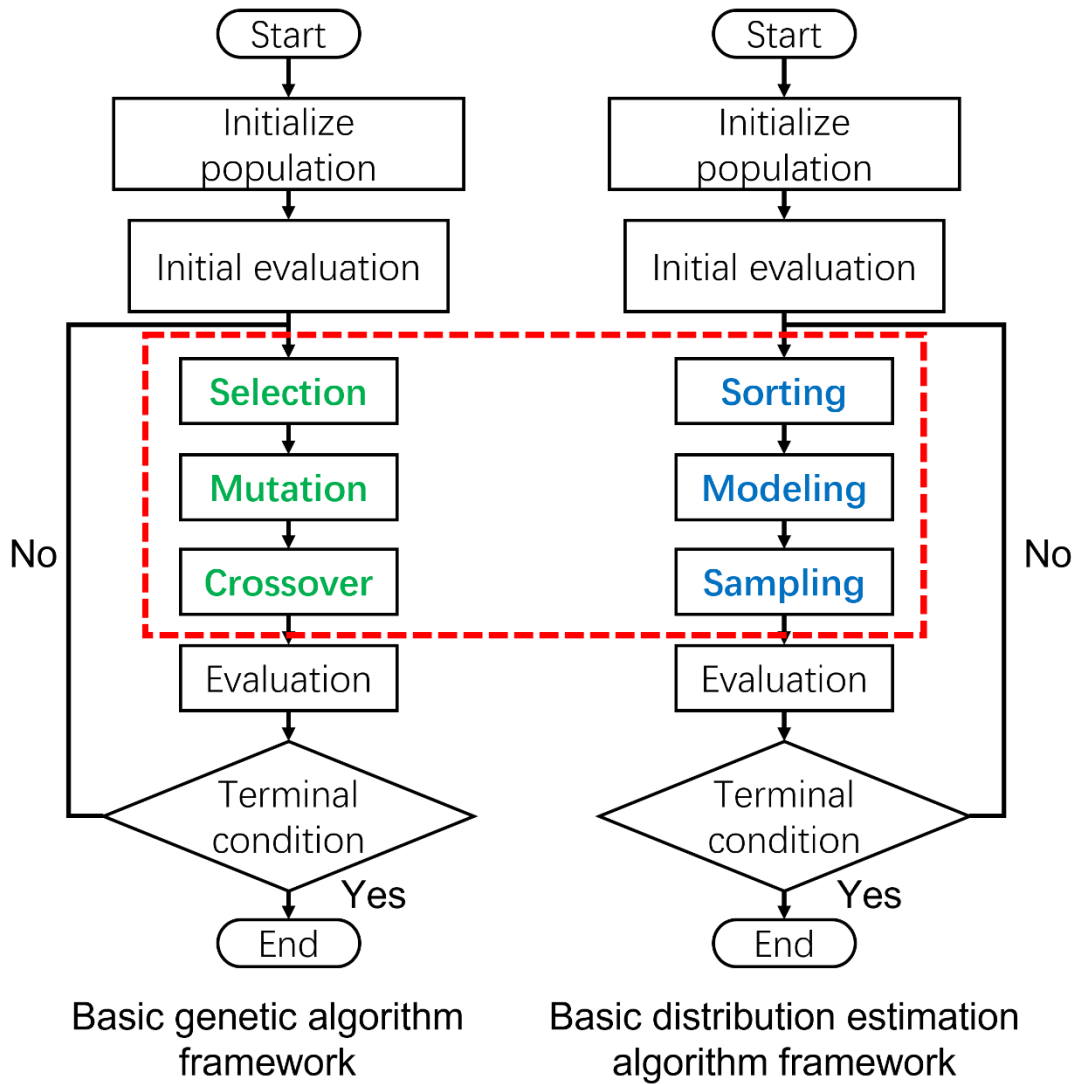 Start
Initialize
population
Initial evaluation
Selection
Mutation
Crossover
No
Evaluation
Terminal
condition
Yes
End
Basic genetic algorithm
framework
Start
Initialize
population
Initial evaluation
Sorting
Modeling
Sampling
No
Evaluation
Terminal
condition
Yes
End
Basic distribution estimation
algorithm framework